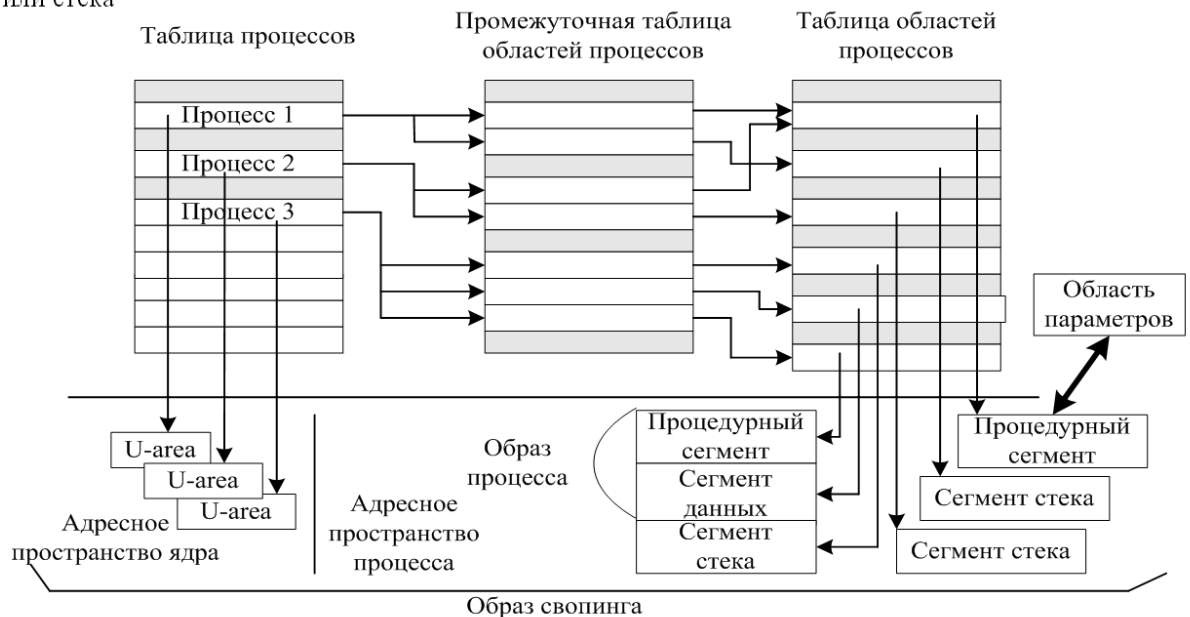 или стека
Таблица процессов
Промежуточная таблица
областей процессов
Таблица областей
процессов
Процесс 1
Процесс 2
Процесс 3
Область
параметров
U-area
U-area
U-area
Адресное
пространство ядра
Образ
процесса
Адресное
пространство
процесса
Процедурный
сегмент
Сегмент
данных
Сегмент
стека
Процедурный
сегмент
Сегмент стека
Сегмент стека
Образ свопинга